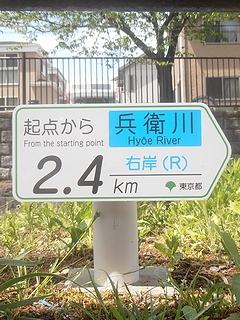 起点から
From the starting point
2.4 km
兵衛川
Hyōe River
右岸（R）
東京都